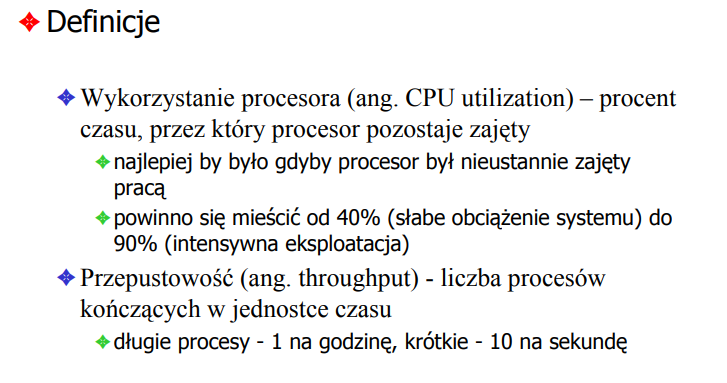 Definicje
Wykorzystanie procesora (ang. CPU utilization) – procent
czasu, przez który procesor pozostaje zajęty
najlepiej by było gdyby procesor był nieustannie zajęty
pracą
powinno się mieścić od 40% (słabe obciążenie systemu) do
90% (intensywna eksploatacja)
Przepustowość (ang. throughput) - liczba procesów
kończących w jednostce czasu
długie procesy - 1 na godzinę, krótkie - 10 na sekundę